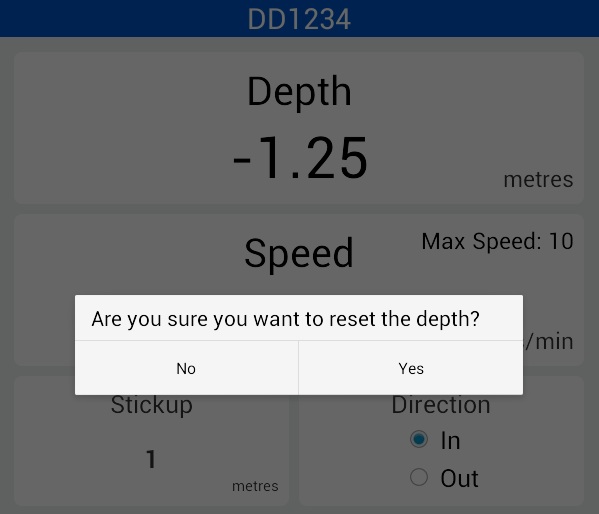 DD1234
Depth
-1.25
metres
Speed
Max Speed: 10
/min
Are you sure you want to reset the depth?
No
Yes
Stickup
1
metres
Direction
In
Out